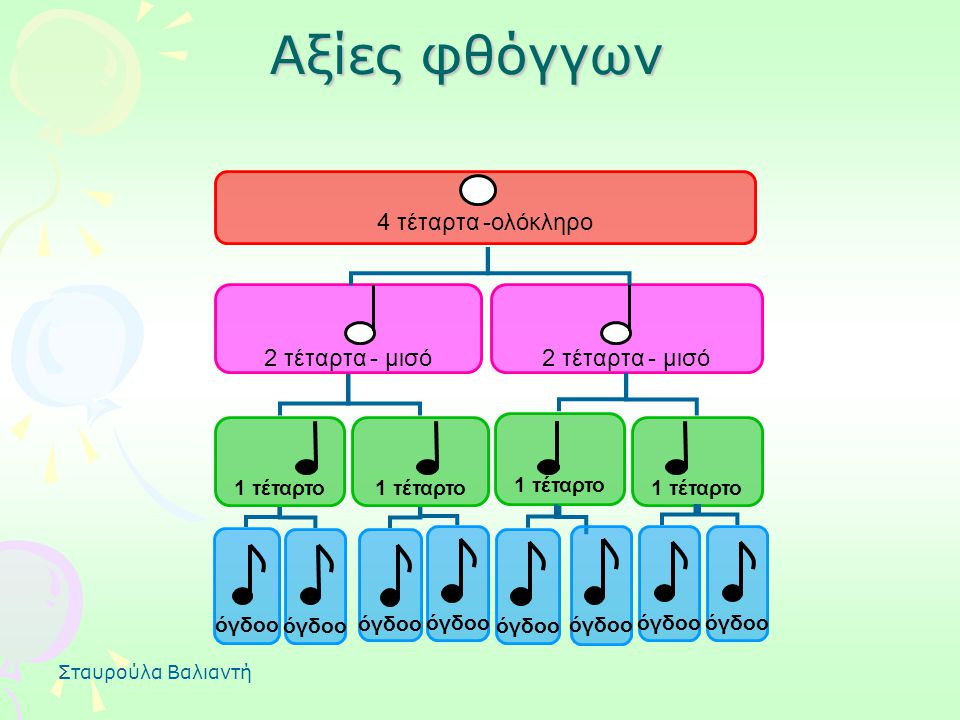 Αξίες φθόγγων
4 τέταρτα -ολόκληρο
2 τέταρτα - μισό
2 τέταρτα - μισό
1 τέταρτο
1 τέταρτο
1 τέταρτο
1 τέταρτο
όγδοο
όγδοο
όγδοο
όγδοο
όγδοο
όγδοο
όγδοο
όγδοο
Σταυρούλα Βαλιαντή